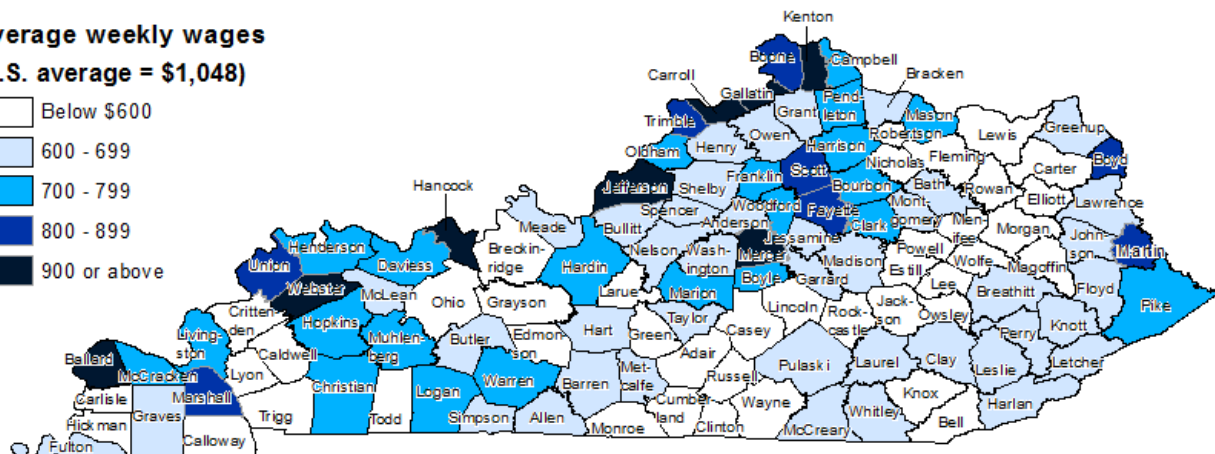 verage weekly wages
.S. average = $1,048)
Below $600
600 - 699
700 - 799
800 - 899
900 or above
Kenton
Boone
Campbell
Carroll
Bracken
Gallatin
Grant
Pend-
leton
Mason
Trimble
Owen
Robertson
Lewis
Greenup
Oldham
Henry
Harrison
Nicholas
Fleming
Carter
Boyd
Hancock
Jefferson
Shelby
Franklin
Scott
Bourbon
Bath
Rowan
Elliott
Lawrence
Spencer
Anderson
Woodford
Fayette
Clark
Mont-
gomery
Men-
ifee
Morgan
John-
son
Martin
Meade
Bullitt
Nelson
Wash-
ington
Mercer
Jessamine
Madison
Powell
Wolfe
Magoffin
Henderson
Daviess
Breckin-
ridge
Hardin
Larue
Marion
Boyle
Garrard
Estill
Lee
Breathitt
Floyd
Pike
Union
Webster
McLean
Ohio
Grayson
Taylor
Lincoln
Rock-
castle
Jack-
son
Owsley
Perry
Knott
Critten-
den
Hopkins
Muhlen-
berg
Butler
Edmon-
son
Hart
Green
Casey
Letcher
Living-
ston
Caldwell
Lyon
Warren
Barren
Met-
calfe
Adair
Russell
Pulaski
Laurel
Clay
Leslie
Ballard
McCracken
Marshall
Christian
Logan
Carlisle
Graves
Trigg
Todd
Simpson
Allen
Monroe
Cumber
land
Clinton
Wayne
McCreary
Whitley
Knox
Bell
Harlan
Hickman
Fulton
Calloway